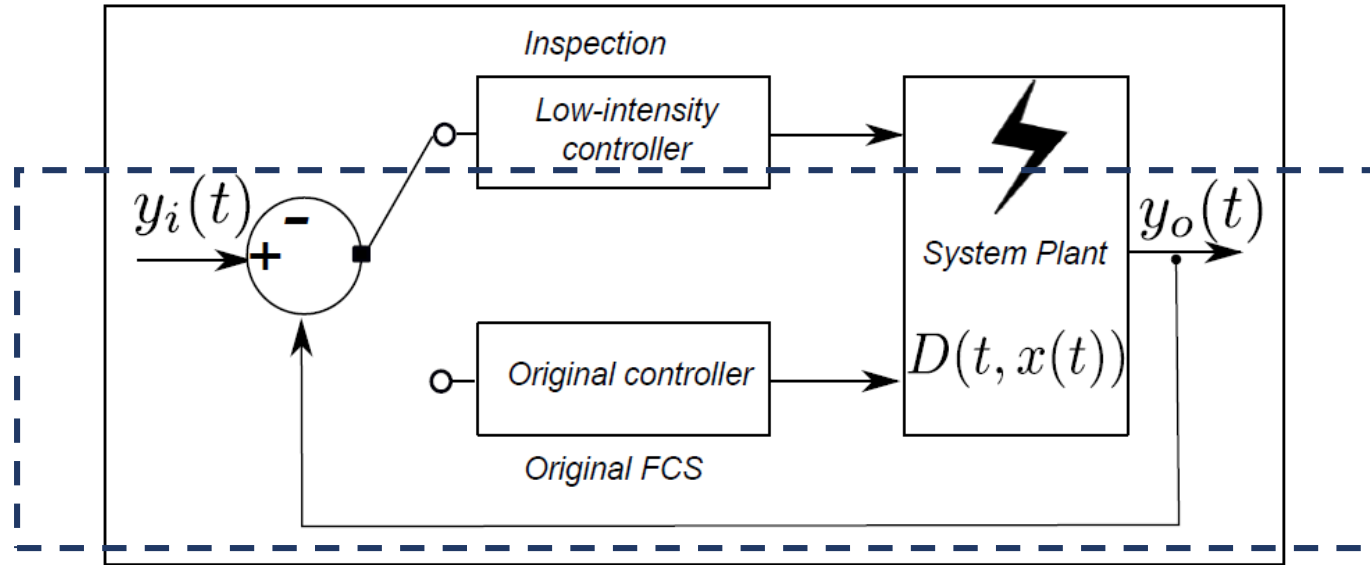 Inspection
Low-intensity
controller
y_i(t)
-
+
System Plant
y_o(t)
D(t, x(t))
Original controller
Original FCS